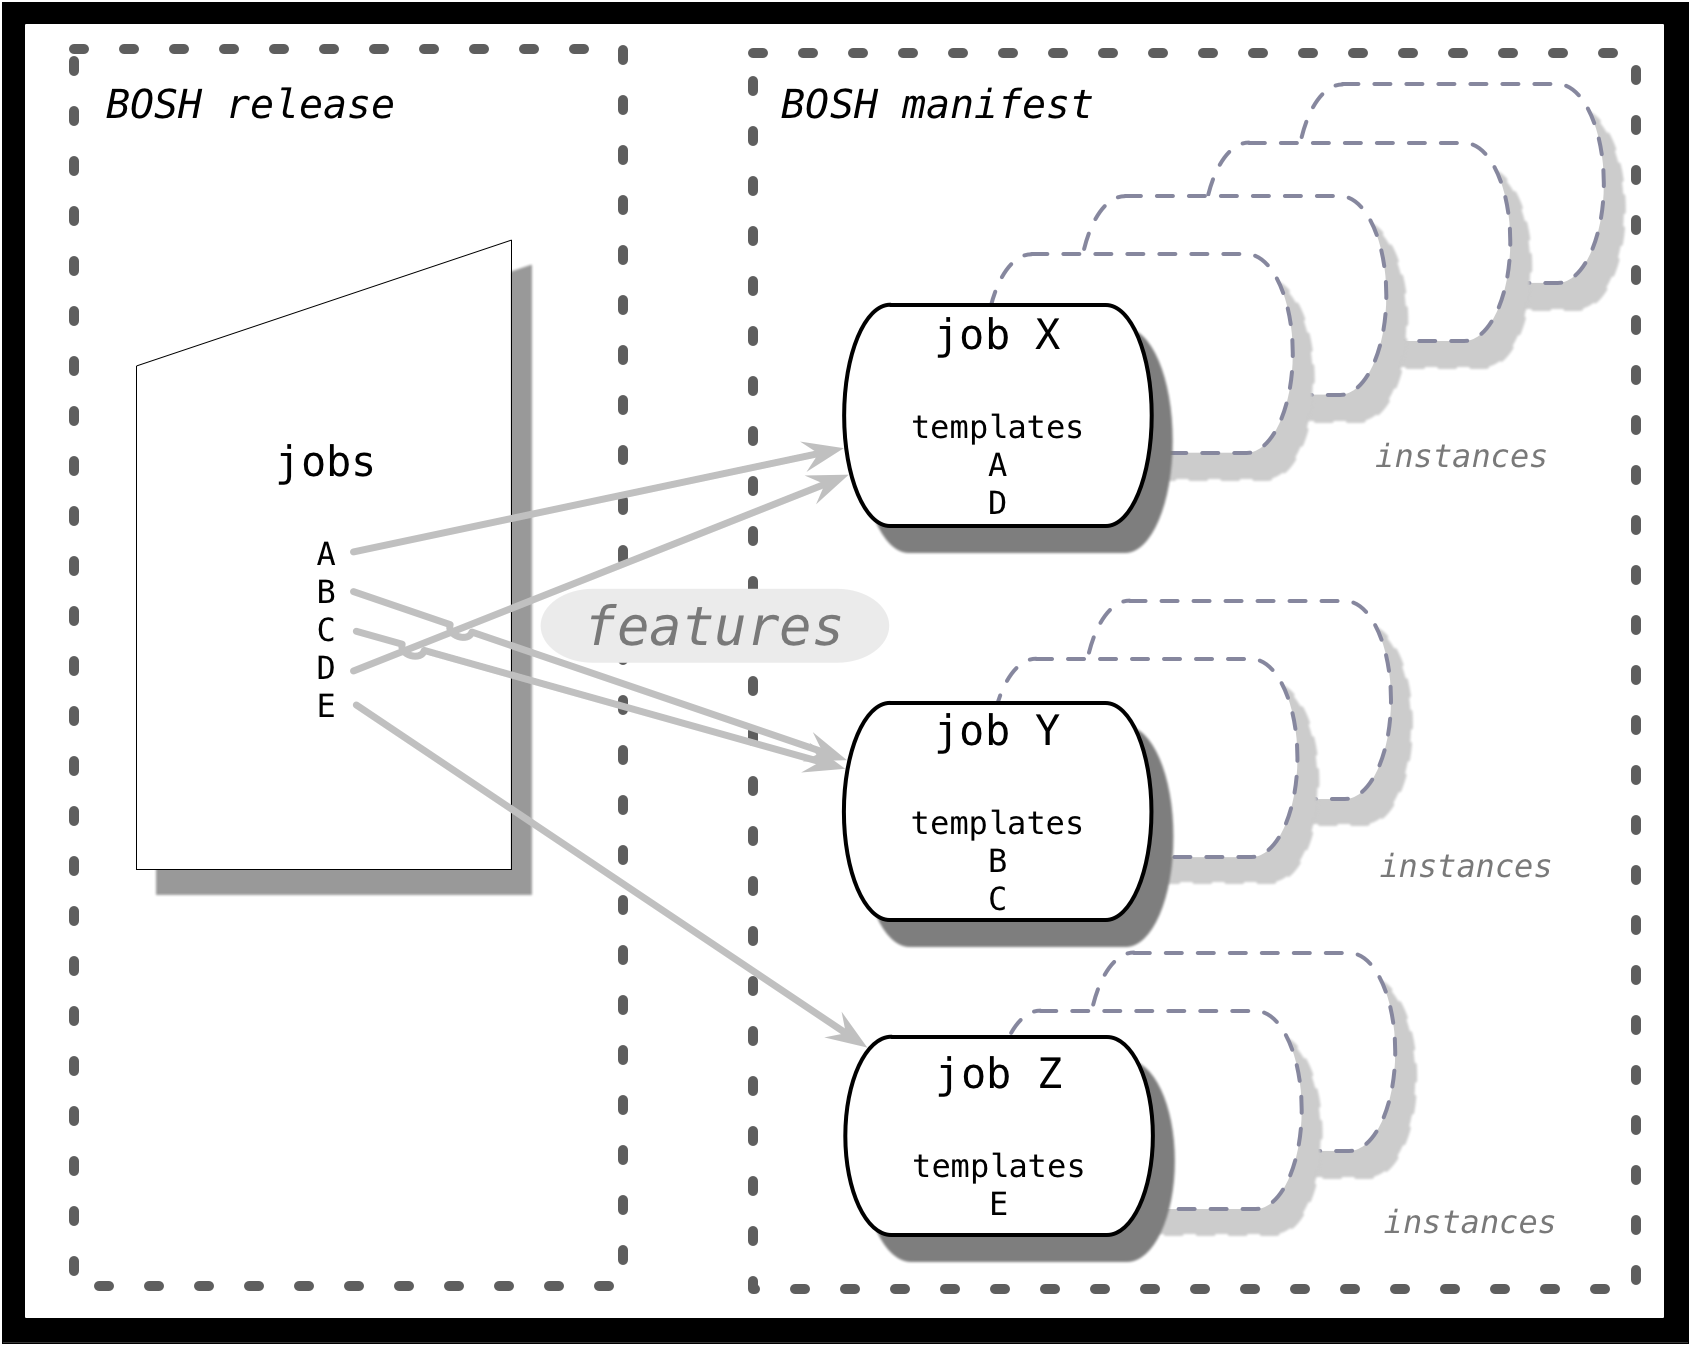 BOSH release
jobs
A
B
C
D
E
features
BOSH manifest
job X
templates
A
D
instances
job Y
templates
B
C
instances
job Z
templates
E
instances